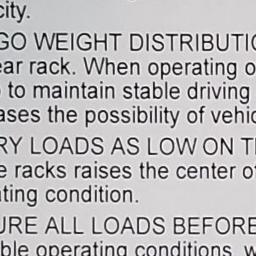 city.
GO WEIGHT DISTRIBUTIO
ear rack. When operating o
to maintain stable driving
ases the possibility of vehic
RY LOADS AS LOW ON T
e racks raises the center o
ting condition.
URE ALL LOADS BEFORE
ble operating conditions, w